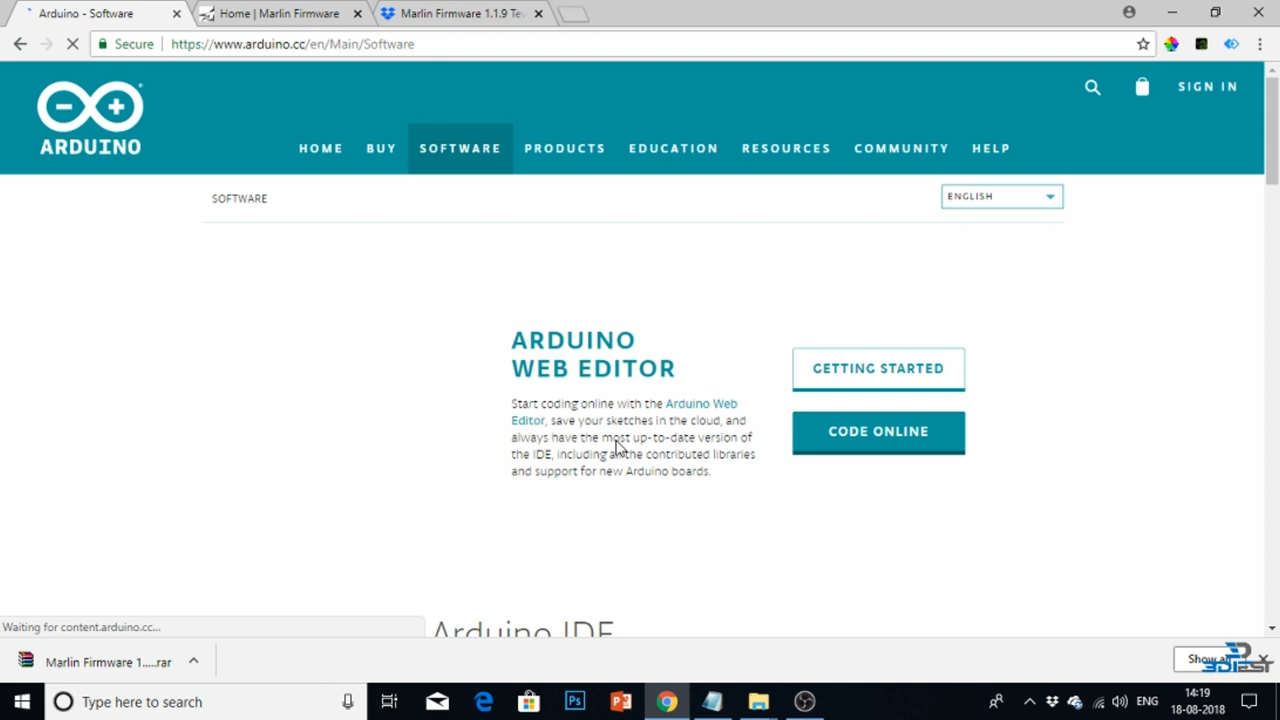 Arduino - Software
Home | Marlin Firmware
Marlin Firmware 1.1.9 Te
Secure
https://www.arduino.cc/en/Main/Software
SIGN IN
ARDUINO
HOME
BUY
SOFTWARE
PRODUCTS
EDUCATION
RESOURCES
COMMUNITY
HELP
SOFTWARE
ENGLISH
ARDUINO
WEB EDITOR
Start coding online with the Arduino Web
Editor, save your sketches in the cloud, and
always have the most up-to-date version of
the IDE, including all the contributed libraries
and support for new Arduino boards.
GETTING STARTED
CODE ONLINE
Arduino IDE
Waiting for content.arduino.cc...
Marlin Firmware 1.....rar
Show all
Type here to search
Ps
ENG
14:19
18-08-2018